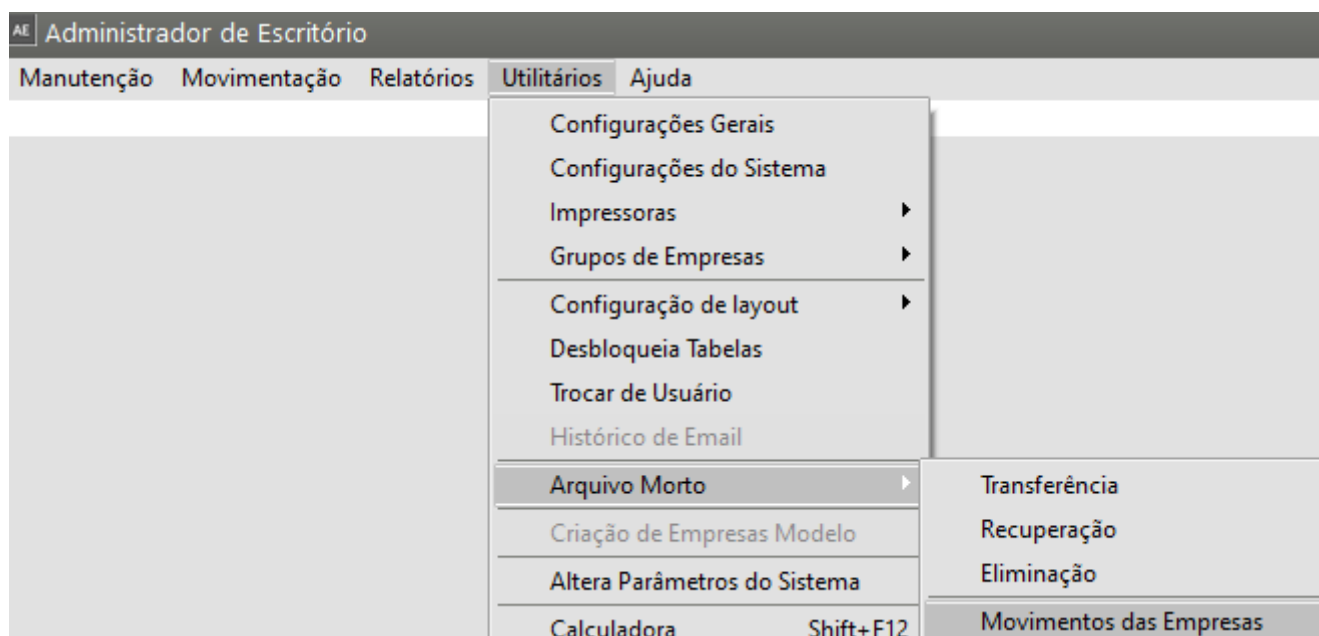 AE Administrador de Escritório
Manutenção Movimentação Relatórios Utilitários Ajuda
Configurações Gerais
Configurações do Sistema
Impressoras
Grupos de Empresas
Configuração de layout
Desbloqueia Tabelas
Trocar de Usuário
Histórico de Email
Arquivo Morto
Transferência
Recuperação
Eliminação
Movimentos das Empresas
Criação de Empresas Modelo
Altera Parâmetros do Sistema
Calculadora Shift+F12